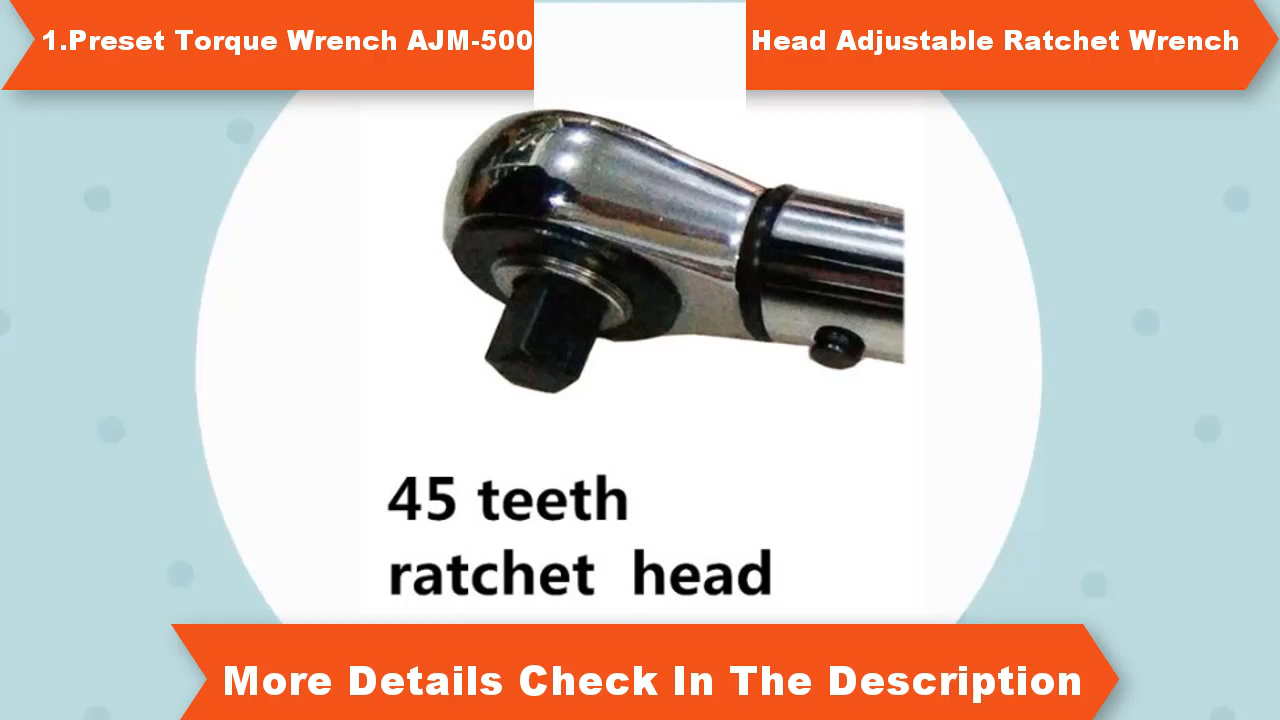 1.Preset Torque Wrench AJM-500
Head Adjustable Ratchet Wrench
45 teeth
ratchet head
More Details Check In The Description